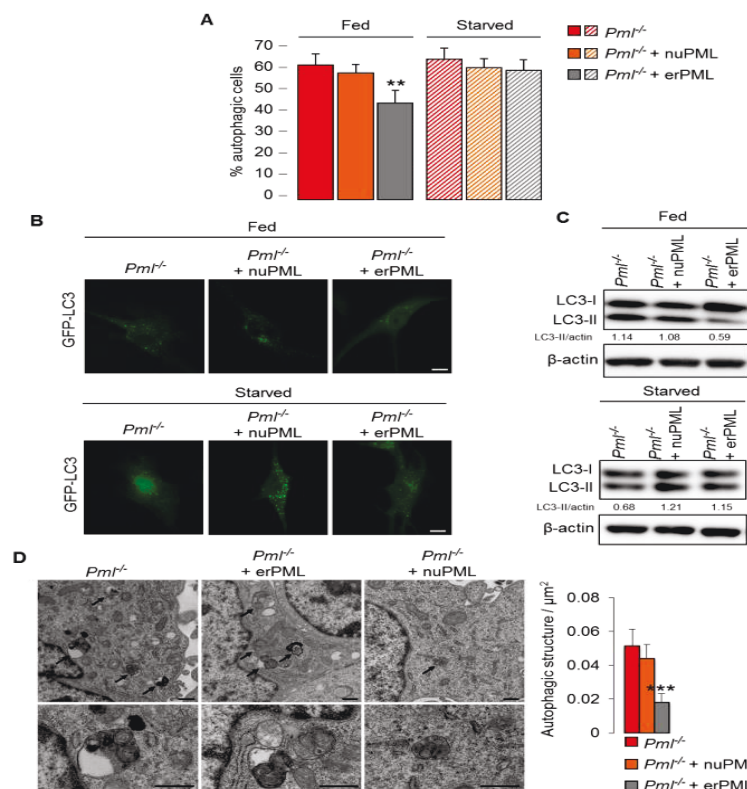 A
Fed
Starved
Pml-/-
Pml-/- + nuPML
Pml-/- + erPML
% autophagic cells
70
60
50
40
30
20
10
0
**
B
Fed
Pml-/-
Pml-/-
+ nuPML
Pml-/-
+ erPML
GFP-LC3
Starved
Pml-/-
Pml-/-
+ nuPML
Pml-/-
+ erPML
GFP-LC3
C
Fed
Pml-/-
Pml-/-
+ nuPML
Pml-/-
+ erPML
LC3-I
LC3-II
LC3-II/actin 1.14 1.08 0.59
β-actin
Starved
Pml-/-
Pml-/-
+ nuPML
Pml-/-
+ erPML
LC3-I
LC3-II
LC3-II/actin 0.68 1.21 1.15
β-actin
D
Pml-/-
Pml-/-
+ erPML
Pml-/-
+ nuPML
Autophagic structure / μm²
0.08
0.06
0.04
0.02
0
***
Pml-/-
Pml-/- + nuPM
Pml-/- + erPML